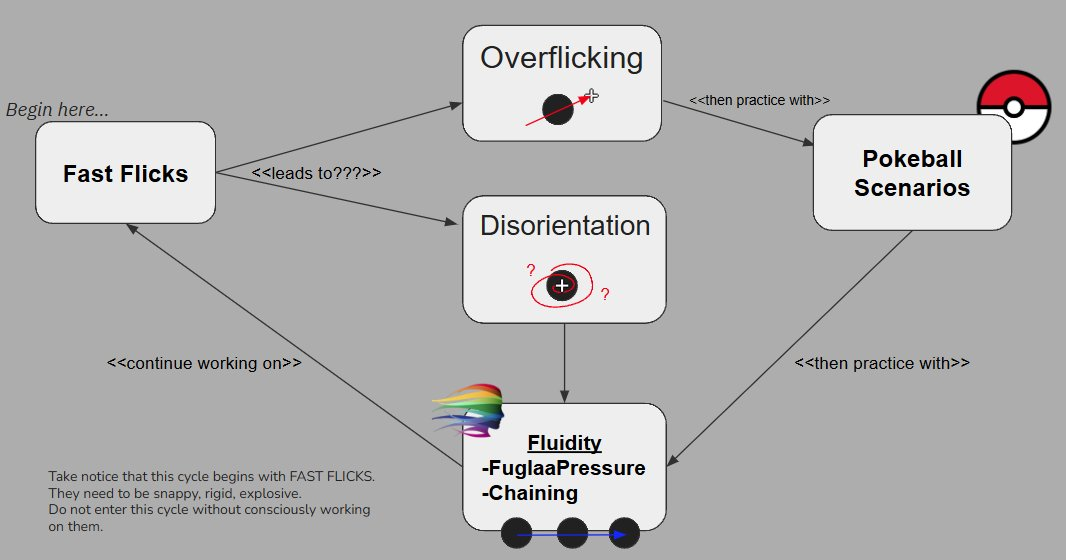 Overflicking
Begin here...
<<then practice with>>
Fast Flicks
<<leads to???>>
Pokeball
Scenarios
Disorientation
?
?
<<continue working on>>
<<then practice with>>
Fluidity
-FuglaaPressure
-Chaining
Take notice that this cycle begins with FAST FLICKS.
They need to be snappy, rigid, explosive.
Do not enter this cycle without consciously working
on them.